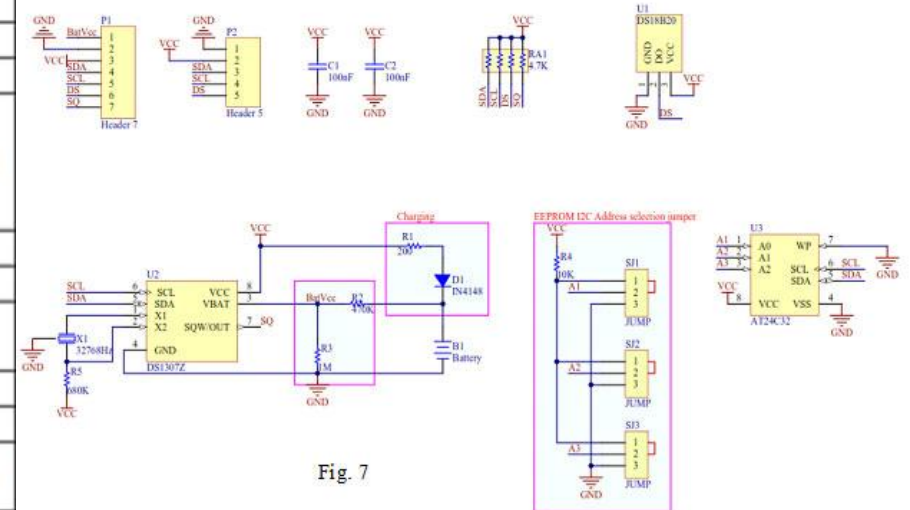 P1
GND
BatVcc
1
2
VCC
3
SDA
4
SCL
5
DS
6
SQ
7
Header 7
GND
P2
VCC
1
2
SDA
3
SCL
4
DS
5
Header 5
VCC
C1
100nF
GND
VCC
C2
100nF
GND
VCC
RA1
4.7K
SDA
SCL
DS
SQ
U1
DS18B20
GND
DO
VCC
1
2
3
VCC
GND
DS
VCC
Charging
R1
200
D1
IN4148
U2
SCL
6
SCL
VCC
8
SDA
5
SDA
VBAT
3
BatVcc
R2
470K
1
X1
2
X2
SQW/OUT
7
SQ
4
GND
DS1307Z
X1
32768Hz
GND
R5
680K
VCC
R3
1M
GND
B1
Battery
EEPROM I2C Address selection jumper
VCC
R4
10K
SJ1
A1
1
2
3
JUMP
SJ2
A2
1
2
3
JUMP
SJ3
A3
1
2
3
JUMP
GND
U3
A1
1
A0
WP
7
A2
2
A1
A3
3
A2
SCL
6
SCL
SDA
5
SDA
GND
VCC
8
VCC
VSS
4
AT24C32
GND
Fig. 7